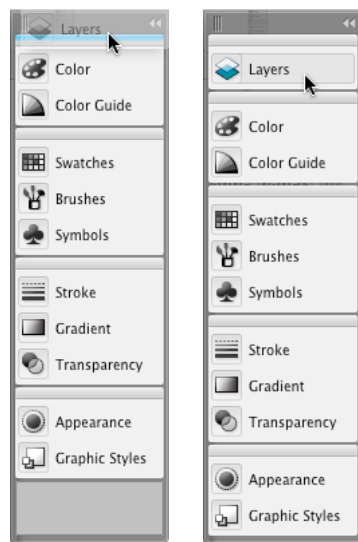 Layers
Color
Color Guide
Swatches
Brushes
Symbols
Stroke
Gradient
Transparency
Appearance
Graphic Styles
Layers
Color
Color Guide
Swatches
Brushes
Symbols
Stroke
Gradient
Transparency
Appearance
Graphic Styles